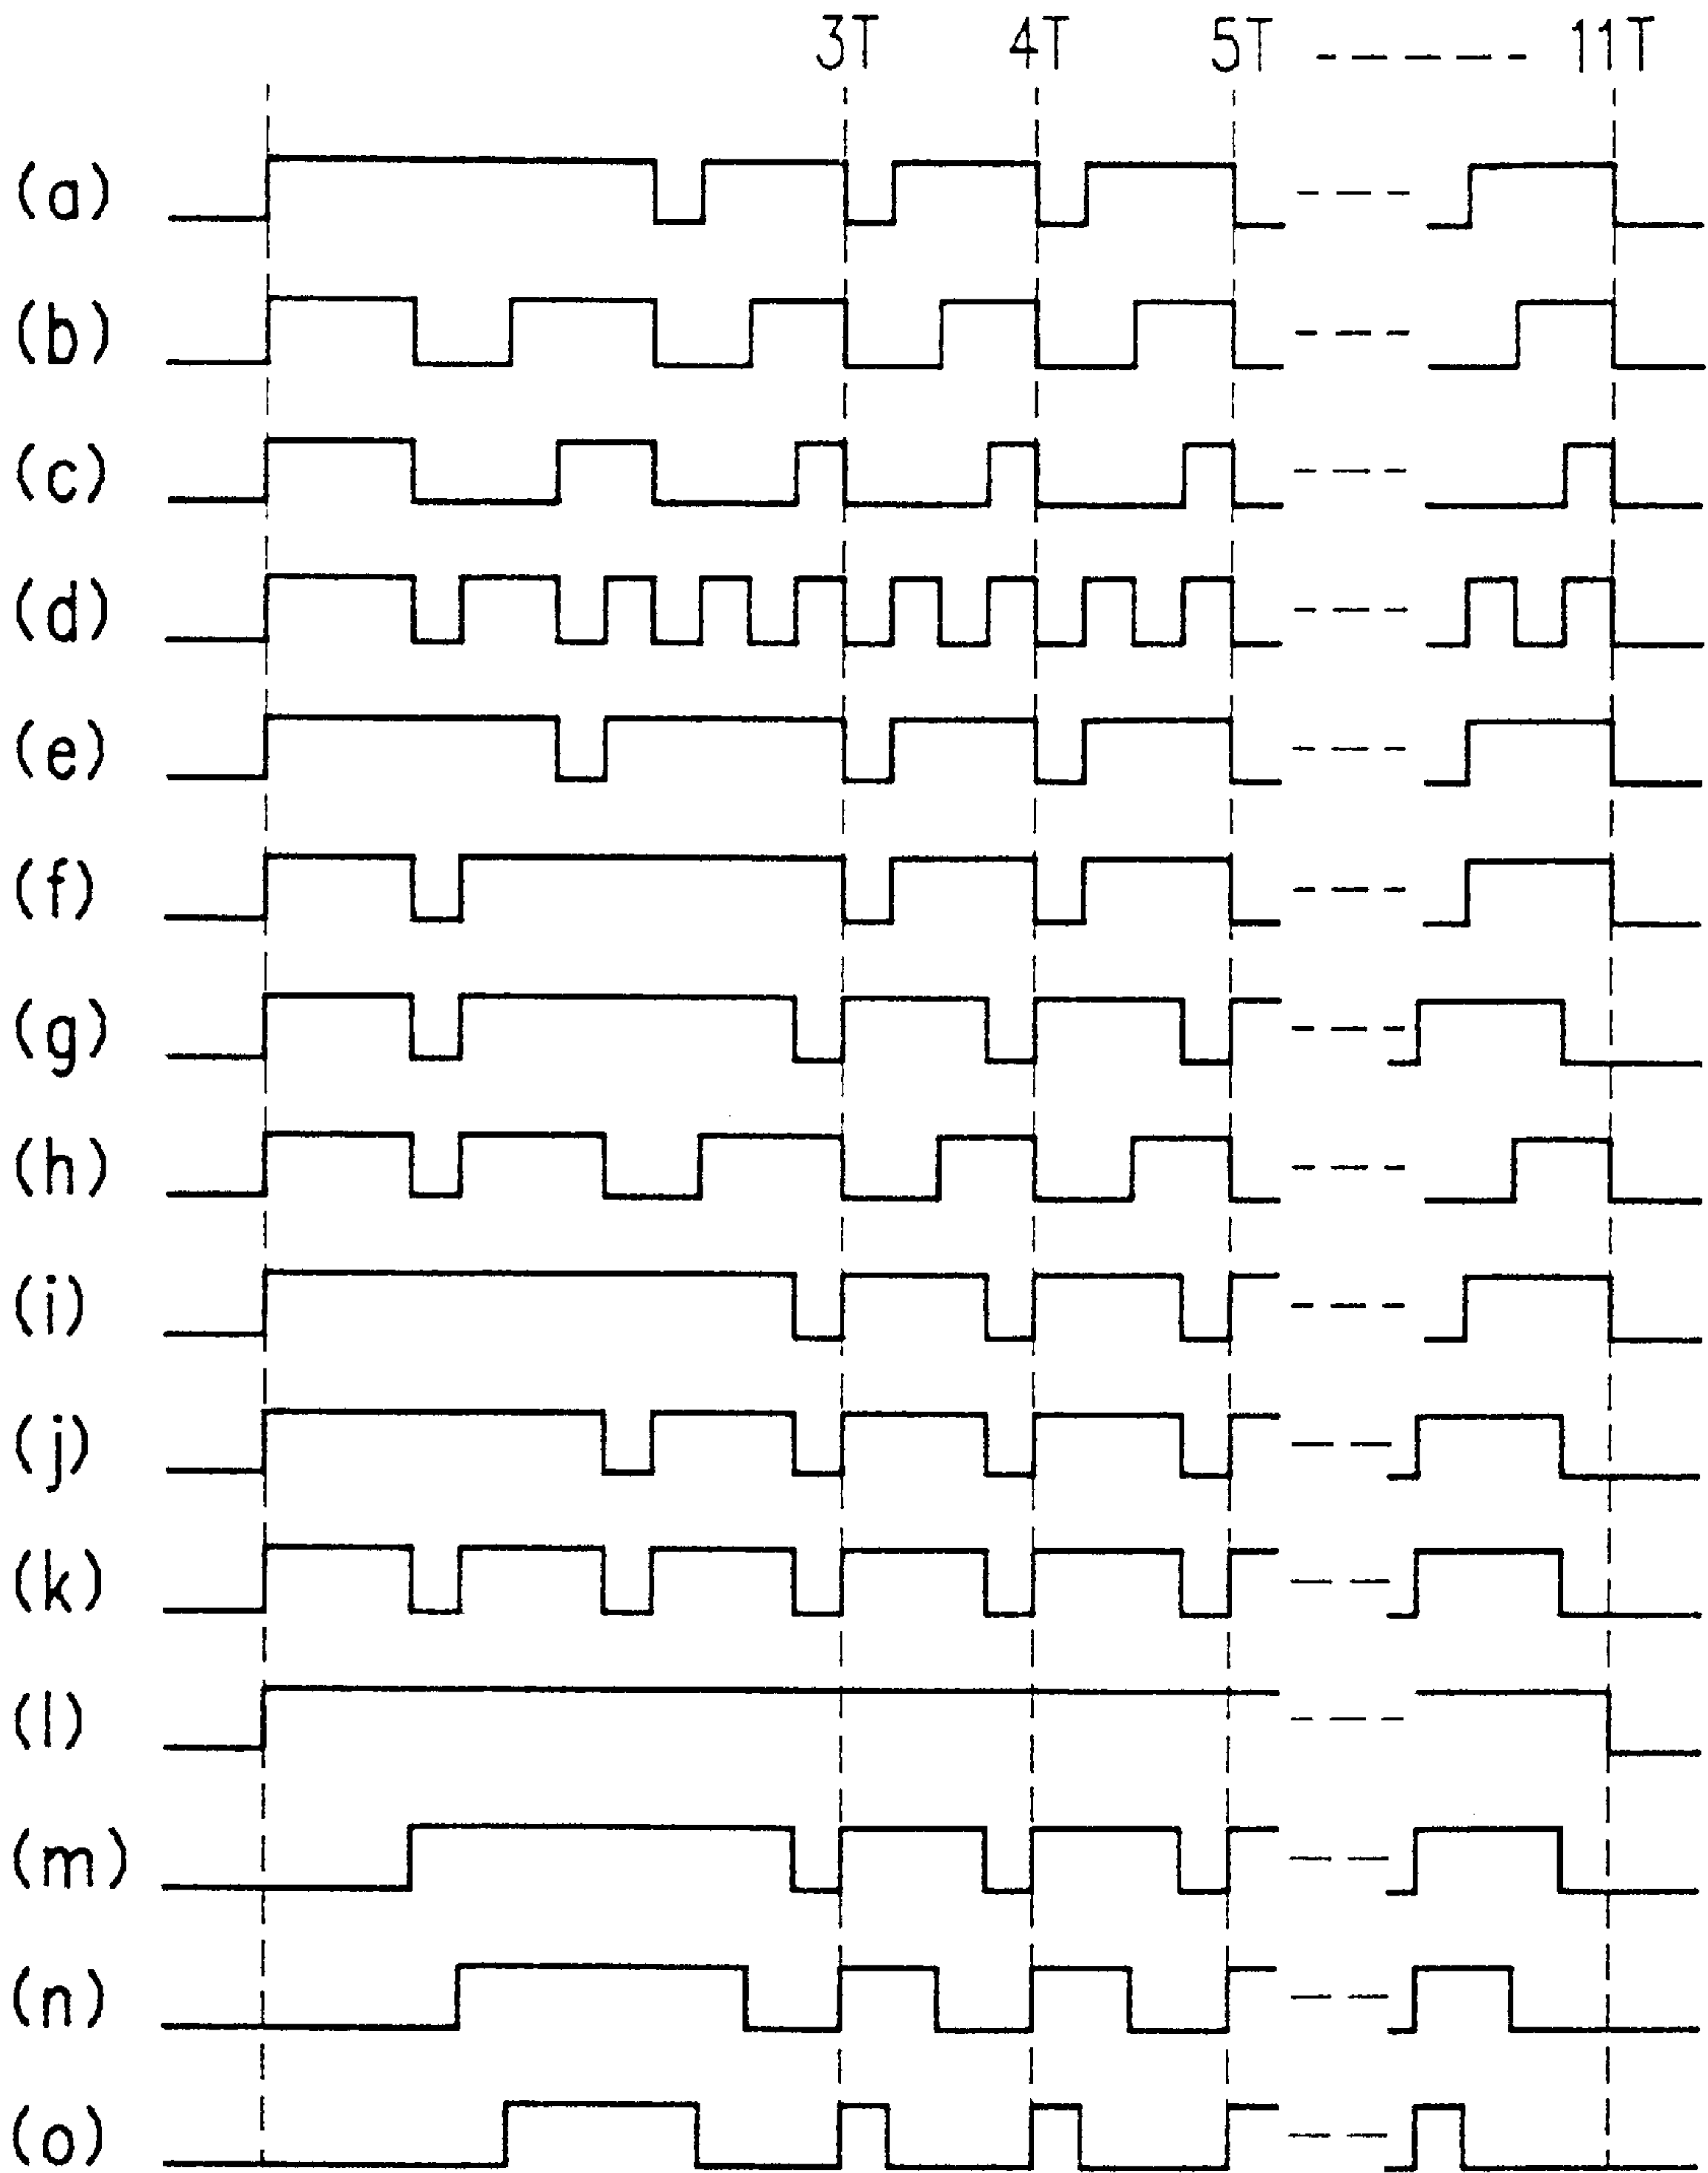 3T 4T 5T 11T
(a)
(b)
(c)
(d)
(e)
(f)
(g)
(h)
(i)
(j)
(k)
(l)
(m)
(n)
(o)